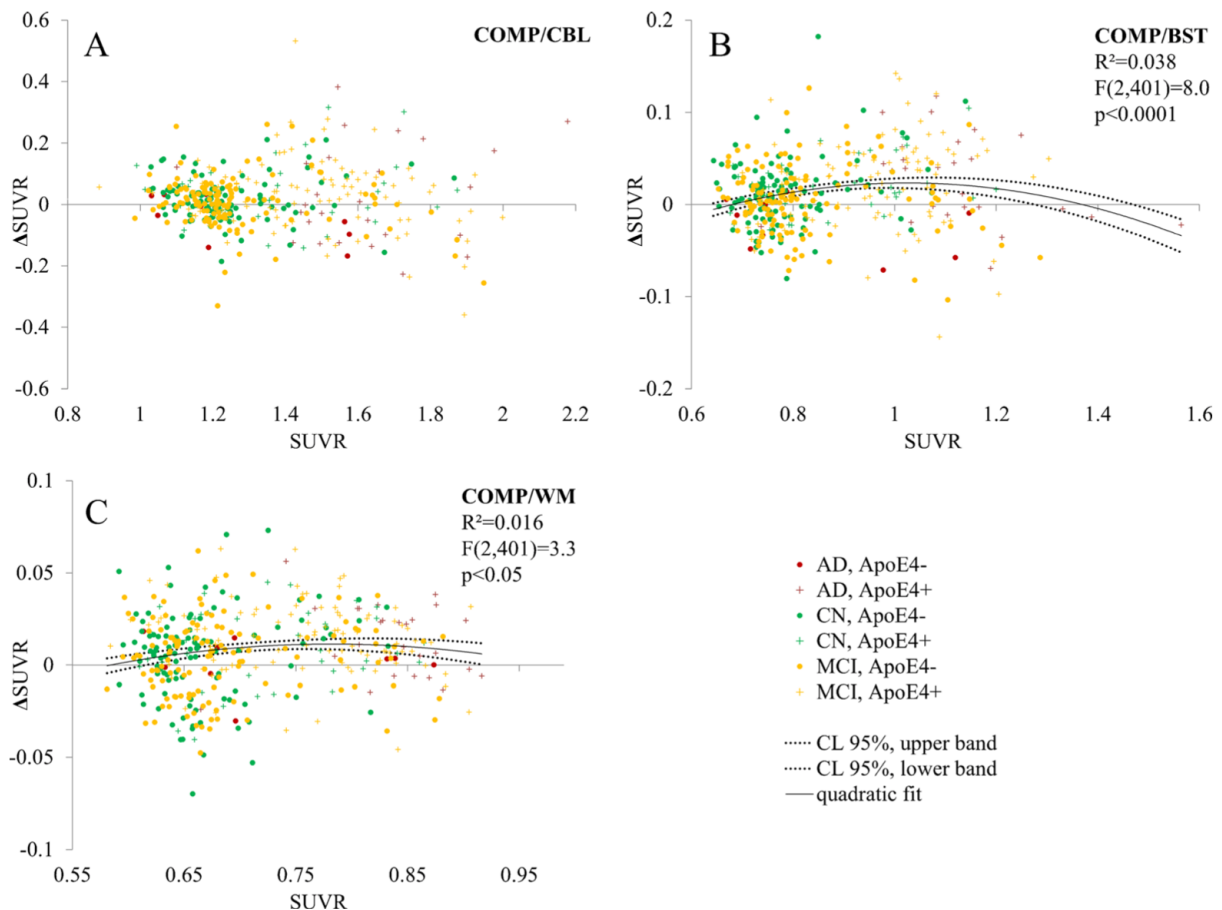 A
COMP/CBL
0.6
0.4
0.2
0
-0.2
-0.4
-0.6
ΔSUVR
0.8 1 1.2 1.4 1.6 1.8 2 2.2
SUVR
B
COMP/BST
R²=0.038
F(2,401)=8.0
p<0.0001
0.2
0.1
0
-0.1
-0.2
ΔSUVR
0.6 0.8 1 1.2 1.4 1.6
SUVR
C
COMP/WM
R²=0.016
F(2,401)=3.3
p<0.05
0.1
0.05
0
-0.05
-0.1
ΔSUVR
0.55 0.65 0.75 0.85 0.95
SUVR
AD, ApoE4-
AD, ApoE4+
CN, ApoE4-
CN, ApoE4+
MCI, ApoE4-
MCI, ApoE4+
CL 95%, upper band
CL 95%, lower band
quadratic fit